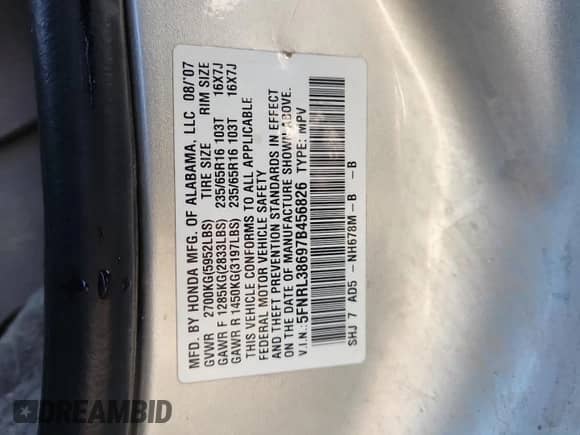 MFD. BY HONDA MFG. OF ALABAMA, LLC 08/'07
GVWR 2700KG(5952LBS) TIRE SIZE RIM SIZE
GAWR F 1285KG(2833LBS) 235/65R16 103T 16X7J
GAWR R 1450KG(3197LBS) 235/65R16 103T 16X7J
THIS VEHICLE CONFORMS TO ALL APPLICABLE
FEDERAL MOTOR VEHICLE SAFETY
AND THEFT PREVENTION STANDARDS IN EFFECT
ON THE DATE OF MANUFACTURE SHOWN ABOVE.
V.I.N.:5FNRL38697B456826 TYPE: MPV
SHJ 7 AD5 -NH678M-B -B
DREAMBID